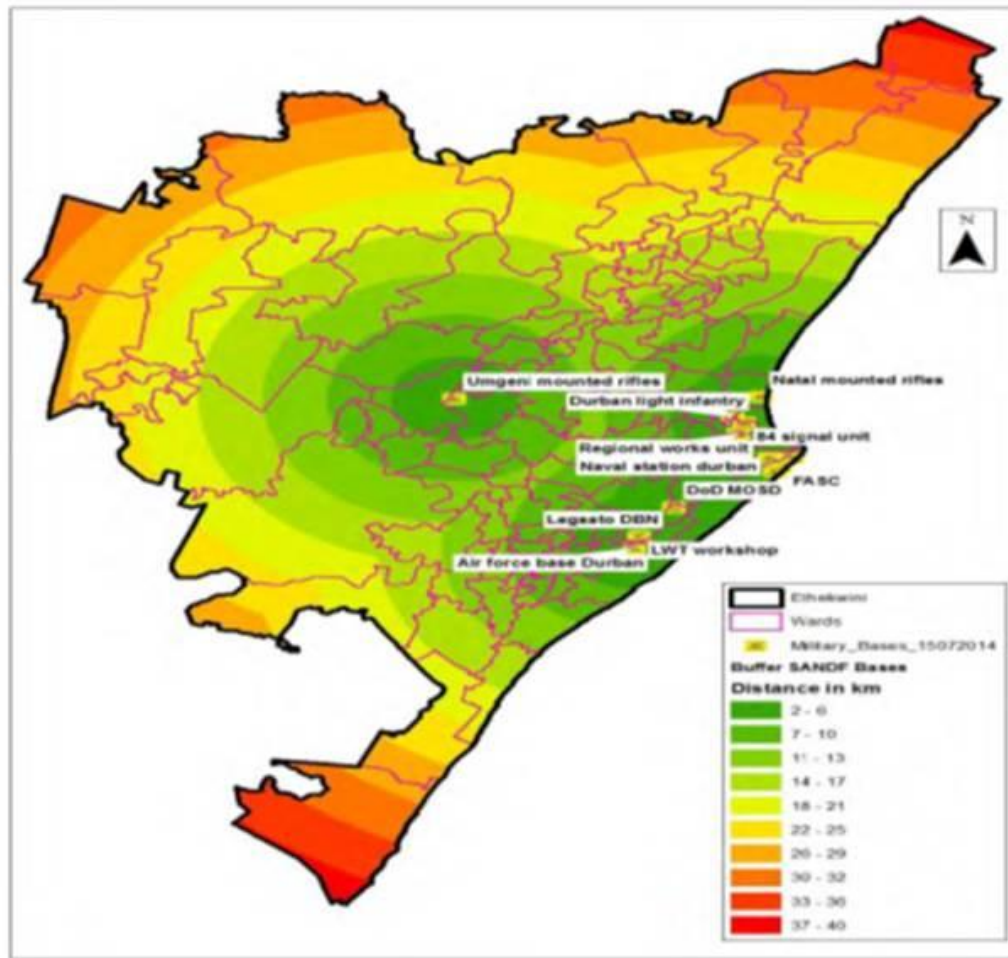 N
Umgeni mounted rifles
Natal mounted rifles
Durban light infantry
84 signal unit
Regional works unit
Naval station durban
FASC
DoD MOSD
Legsato DBN
LWT workshop
Air force base Durban
Ethekwini
Wards
Military_Bases_15072014
Buffer SANDF Bases
Distance in km
2 - 6
7 - 10
11 - 13
14 - 17
18 - 21
22 - 25
26 - 29
30 - 32
33 - 36
37 - 40